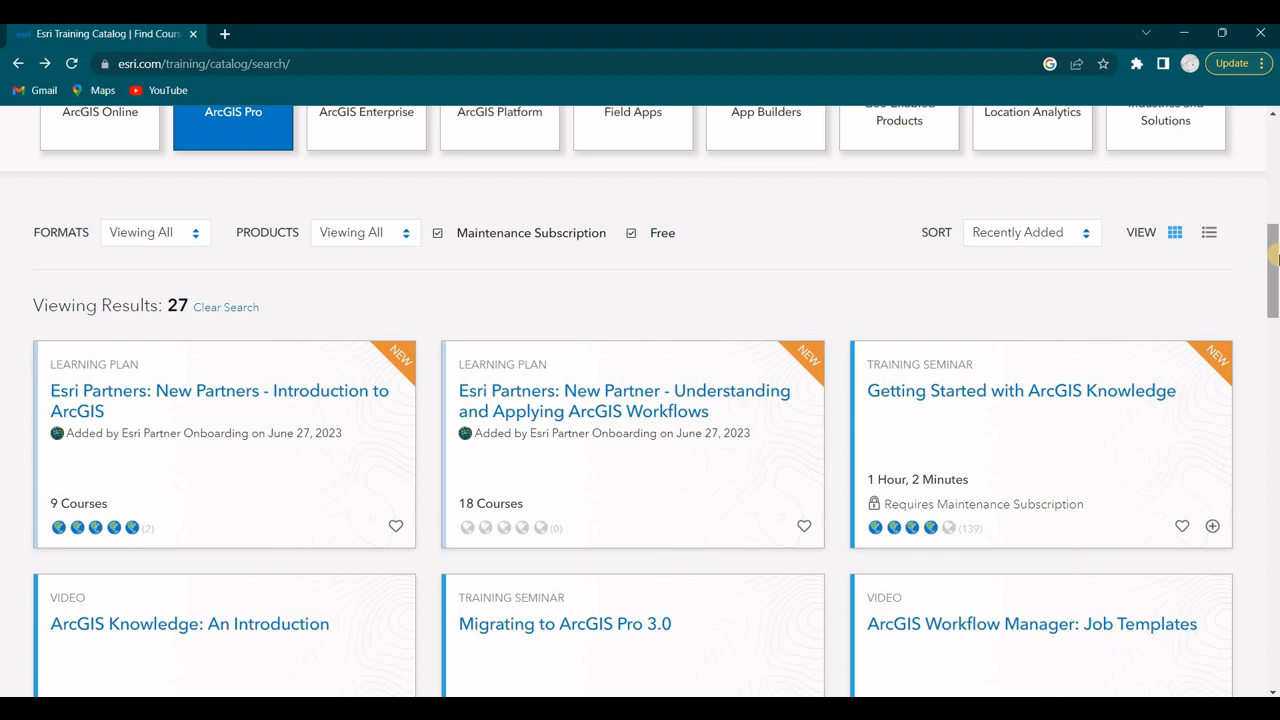 Esri Training Catalog | Find Cours
esri.com/training/catalog/search/
Update
Gmail
Maps
YouTube
ArcGIS Online
ArcGIS Pro
ArcGIS Enterprise
ArcGIS Platform
Field Apps
App Builders
Geo-Enabled
Products
Location Analytics
Industries and
Solutions
FORMATS Viewing All PRODUCTS Viewing All Maintenance Subscription Free SORT Recently Added VIEW
Viewing Results: 27 Clear Search
LEARNING PLAN
NEW
Esri Partners: New Partners - Introduction to
ArcGIS
Added by Esri Partner Onboarding on June 27, 2023
9 Courses
(2)
LEARNING PLAN
NEW
Esri Partners: New Partner - Understanding
and Applying ArcGIS Workflows
Added by Esri Partner Onboarding on June 27, 2023
18 Courses
(0)
TRAINING SEMINAR
NEW
Getting Started with ArcGIS Knowledge
1 Hour, 2 Minutes
Requires Maintenance Subscription
(139)
VIDEO
ArcGIS Knowledge: An Introduction
TRAINING SEMINAR
Migrating to ArcGIS Pro 3.0
VIDEO
ArcGIS Workflow Manager: Job Templates